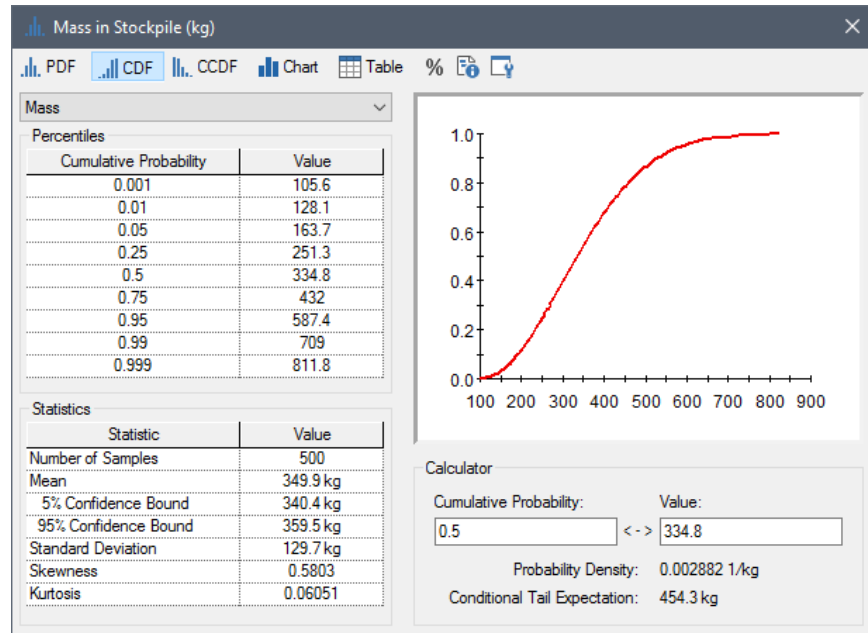 Mass in Stockpile (kg)
PDF CDF CCDF Chart Table %
Mass
Percentiles
Cumulative Probability Value
0.001 105.6
0.01 128.1
0.05 163.7
0.25 251.3
0.5 334.8
0.75 432
0.95 587.4
0.99 709
0.999 811.8
Statistics
Statistic Value
Number of Samples 500
Mean 349.9 kg
5% Confidence Bound 340.4 kg
95% Confidence Bound 359.5 kg
Standard Deviation 129.7 kg
Skewness 0.5803
Kurtosis 0.06051
1.0
0.8
0.6
0.4
0.2
0.0
100 200 300 400 500 600 700 800 900
Calculator
Cumulative Probability: Value:
0.5 < - > 334.8
Probability Density: 0.002882 1/kg
Conditional Tail Expectation: 454.3 kg